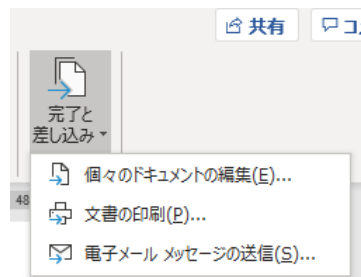 共有
完了と
差し込み
48
個々のドキュメントの編集(E)...
文書の印刷(P)...
電子メール メッセージの送信(S)...